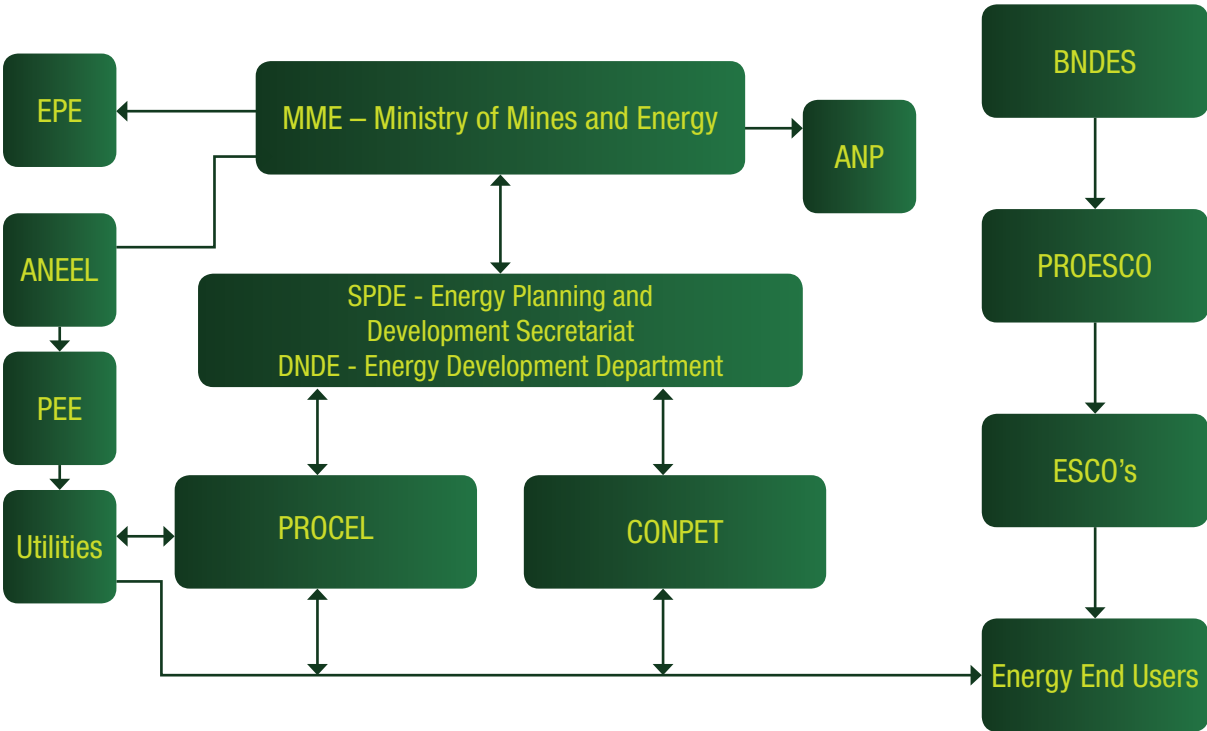 BNDES
EPE
MME – Ministry of Mines and Energy
ANP
ANEEL
PROESCO
SPDE - Energy Planning and
Development Secretariat
DNDE - Energy Development Department
PEE
ESCO's
Utilities
PROCEL
CONPET
Energy End Users